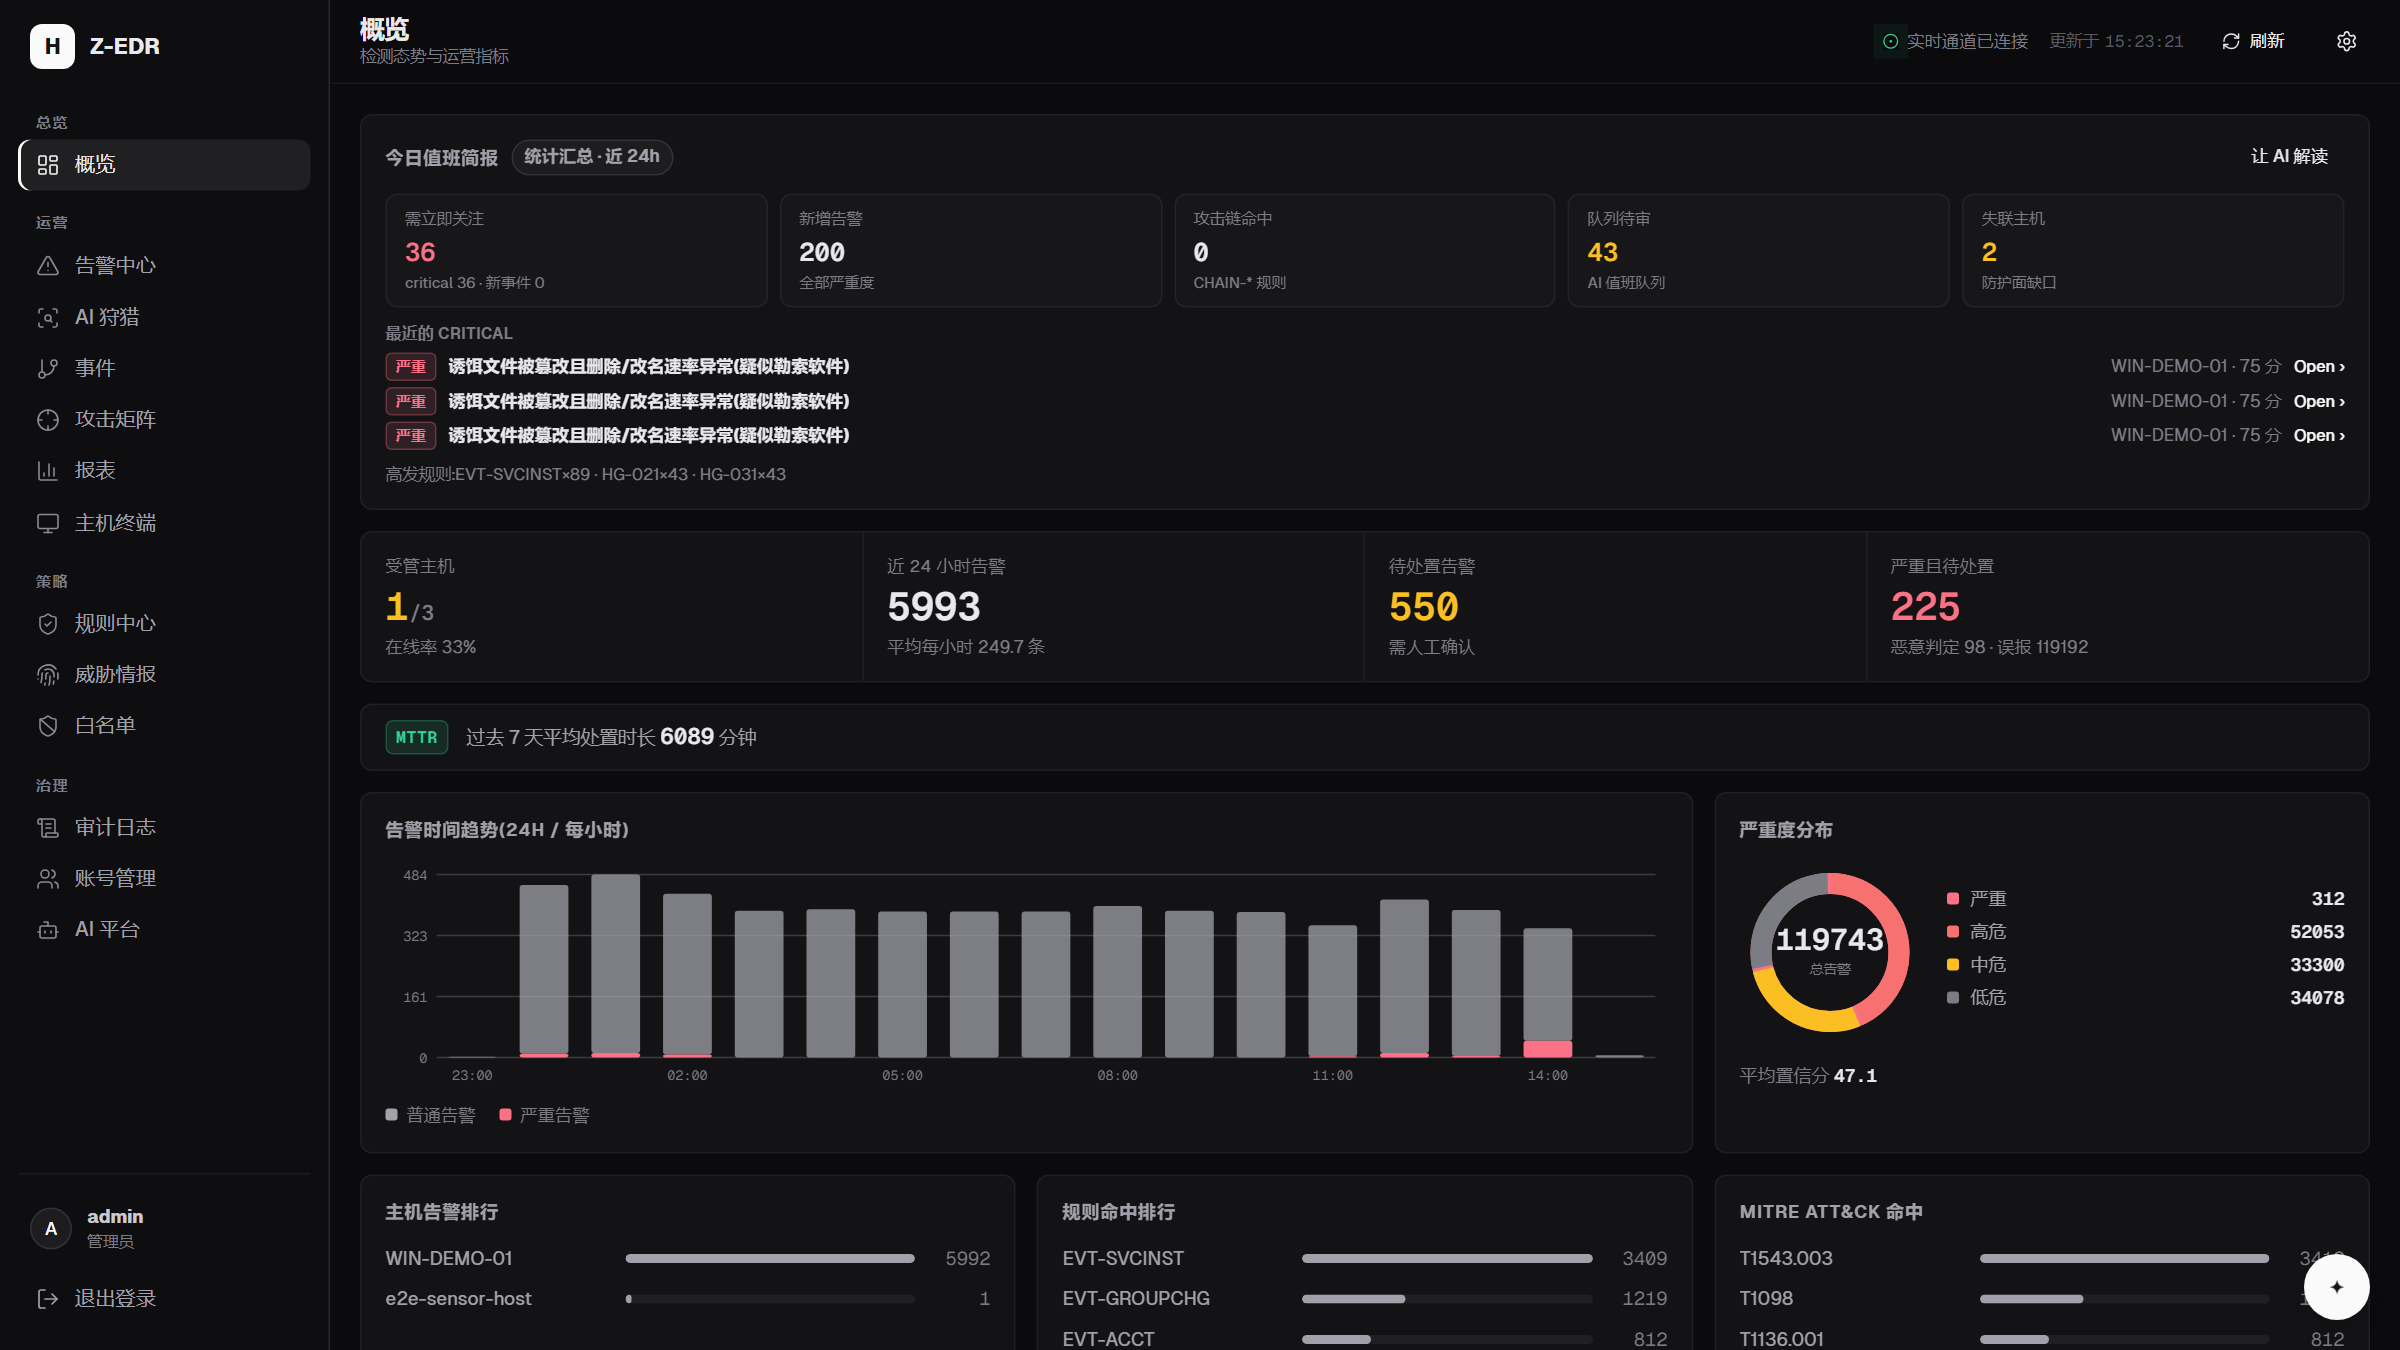 H
Z-EDR
总览
概览
运营
告警中心
AI 狩猎
事件
攻击矩阵
报表
主机终端
策略
规则中心
威胁情报
白名单
治理
审计日志
账号管理
AI 平台
A
admin
管理员
退出登录
概览
检测态势与运营指标
实时通道已连接
更新于 15:23:21
刷新
今日值班简报
统计汇总 · 近 24h
让 AI 解读
需立即关注
36
critical 36 · 新事件 0
新增告警
200
全部严重度
攻击链命中
0
CHAIN-* 规则
队列待审
43
AI 值班队列
失联主机
2
防护面缺口
最近的 CRITICAL
严重 诱饵文件被篡改且删除/改名速率异常(疑似勒索软件) WIN-DEMO-01 · 75 分 Open ›
严重 诱饵文件被篡改且删除/改名速率异常(疑似勒索软件) WIN-DEMO-01 · 75 分 Open ›
严重 诱饵文件被篡改且删除/改名速率异常(疑似勒索软件) WIN-DEMO-01 · 75 分 Open ›
高发规则:EVT-SVCINST×89 · HG-021×43 · HG-031×43
受管主机
1/3
在线率 33%
近 24 小时告警
5993
平均每小时 249.7 条
待处置告警
550
需人工确认
严重且待处置
225
恶意判定 98 · 误报 119192
MTTR 过去 7 天平均处置时长 6089 分钟
告警时间趋势(24H / 每小时)
484
323
161
0
23:00 02:00 05:00 08:00 11:00 14:00
普通告警 严重告警
严重度分布
119743
总告警
严重 312
高危 52053
中危 33300
低危 34078
平均置信分 47.1
主机告警排行
WIN-DEMO-01 5992
e2e-sensor-host 1
规则命中排行
EVT-SVCINST 3409
EVT-GROUPCHG 1219
EVT-ACCT 812
MITRE ATT&CK 命中
T1543.003
T1098
T1136.001 812